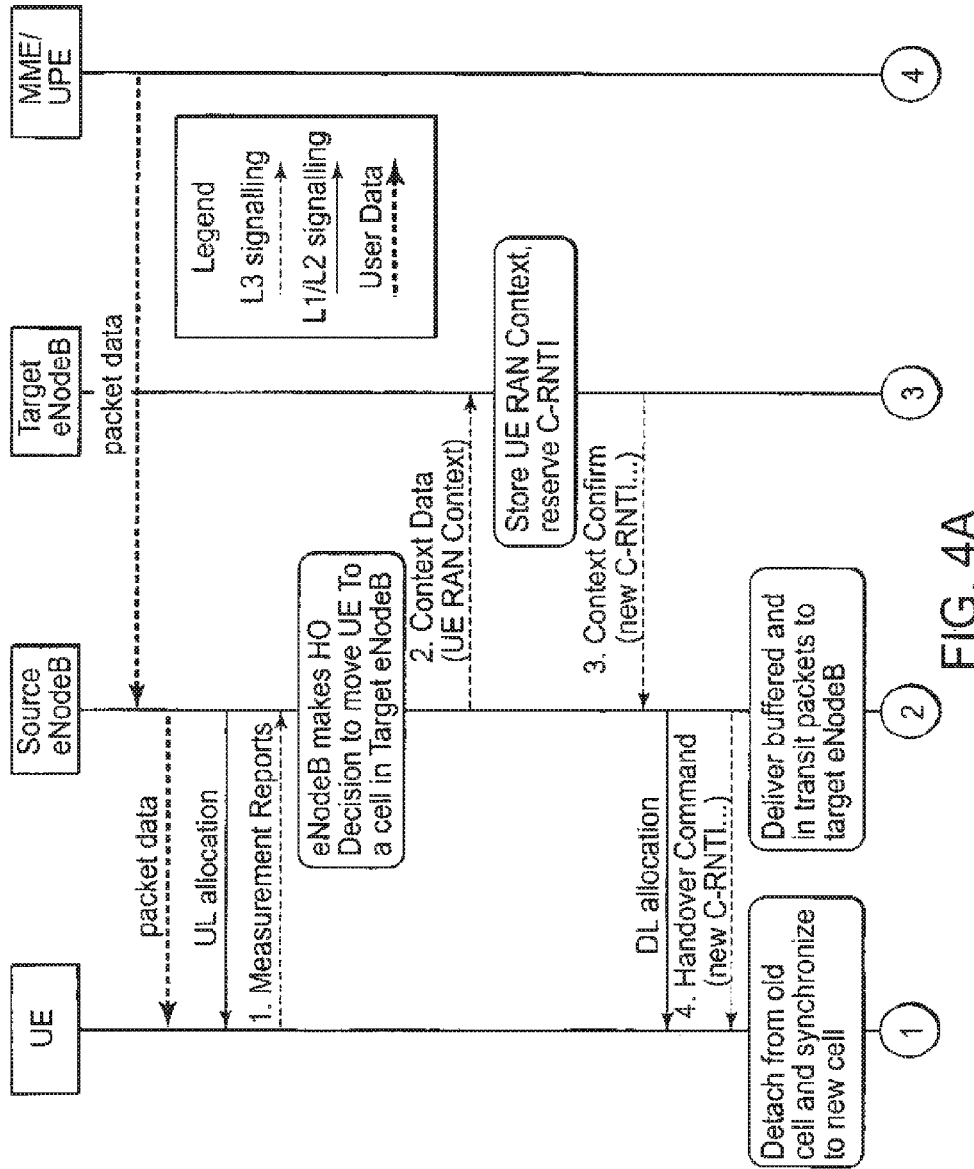 UE
Source
eNodeB
Target
eNodeB
MME/
UPE
packet data
packet data
UL allocation
1. Measurement Reports
Legend
L3 signalling
L1/L2 signalling
User Data
eNodeB makes HO
Decision to move UE To
a cell in Target eNodeB
2. Context Data
(UE RAN Context)
Store UE RAN Context,
reserve C-RNTI
3. Context Confirm
(new C-RNTI...)
DL allocation
4. Handover Command
(new C-RNTI...)
Detach from old
cell and synchronize
to new cell
Deliver buffered and
in transit packets to
target eNodeB
1
2
3
4
FIG. 4A